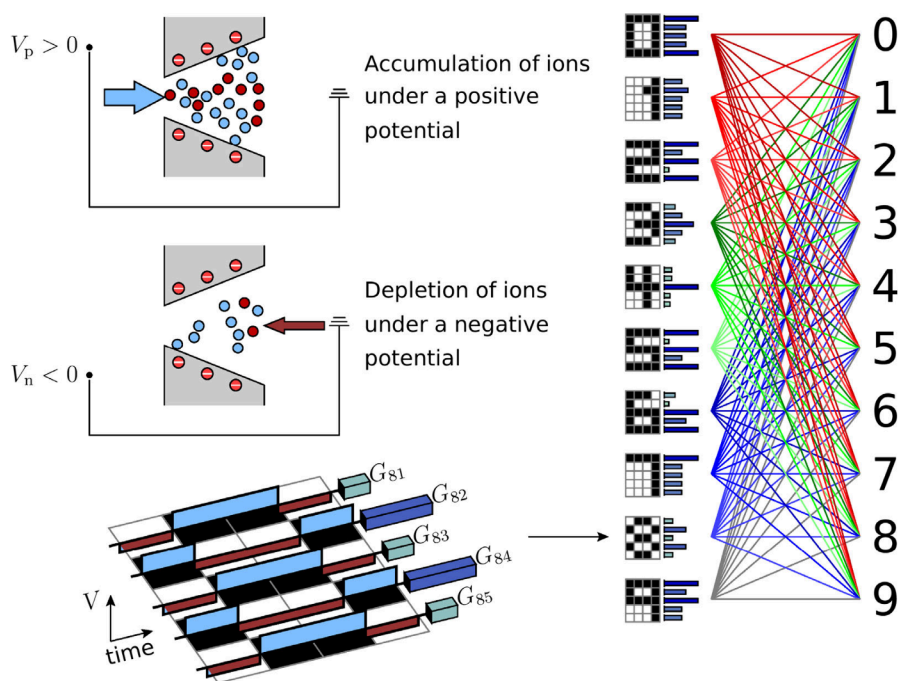 V_p > 0
Accumulation of ions
under a positive
potential
Depletion of ions
under a negative
potential
V_n < 0
G_81
G_82
G_83
G_84
G_85
V
time
0
1
2
3
4
5
6
7
8
9